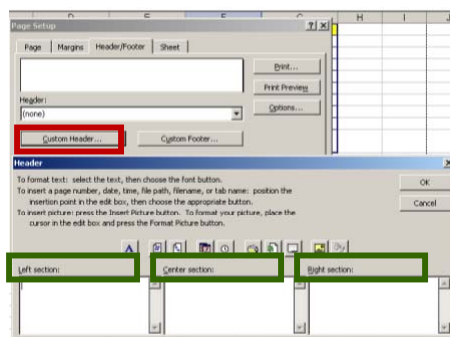 H I
Page Setup
Page Margins Header/Footer Sheet
Print...
Print Preview
Options...
Header:
(none)
Custom Header... Custom Footer...
Header
To format text: select the text, then choose the font button.
To insert a page number, date, time, file path, filename, or tab name: position the
insertion point in the edit box, then choose the appropriate button.
To insert picture: press the Insert Picture button. To format your picture, place the
cursor in the edit box and press the Format Picture button.
OK
Cancel
A
Left section: Center section: Right section: